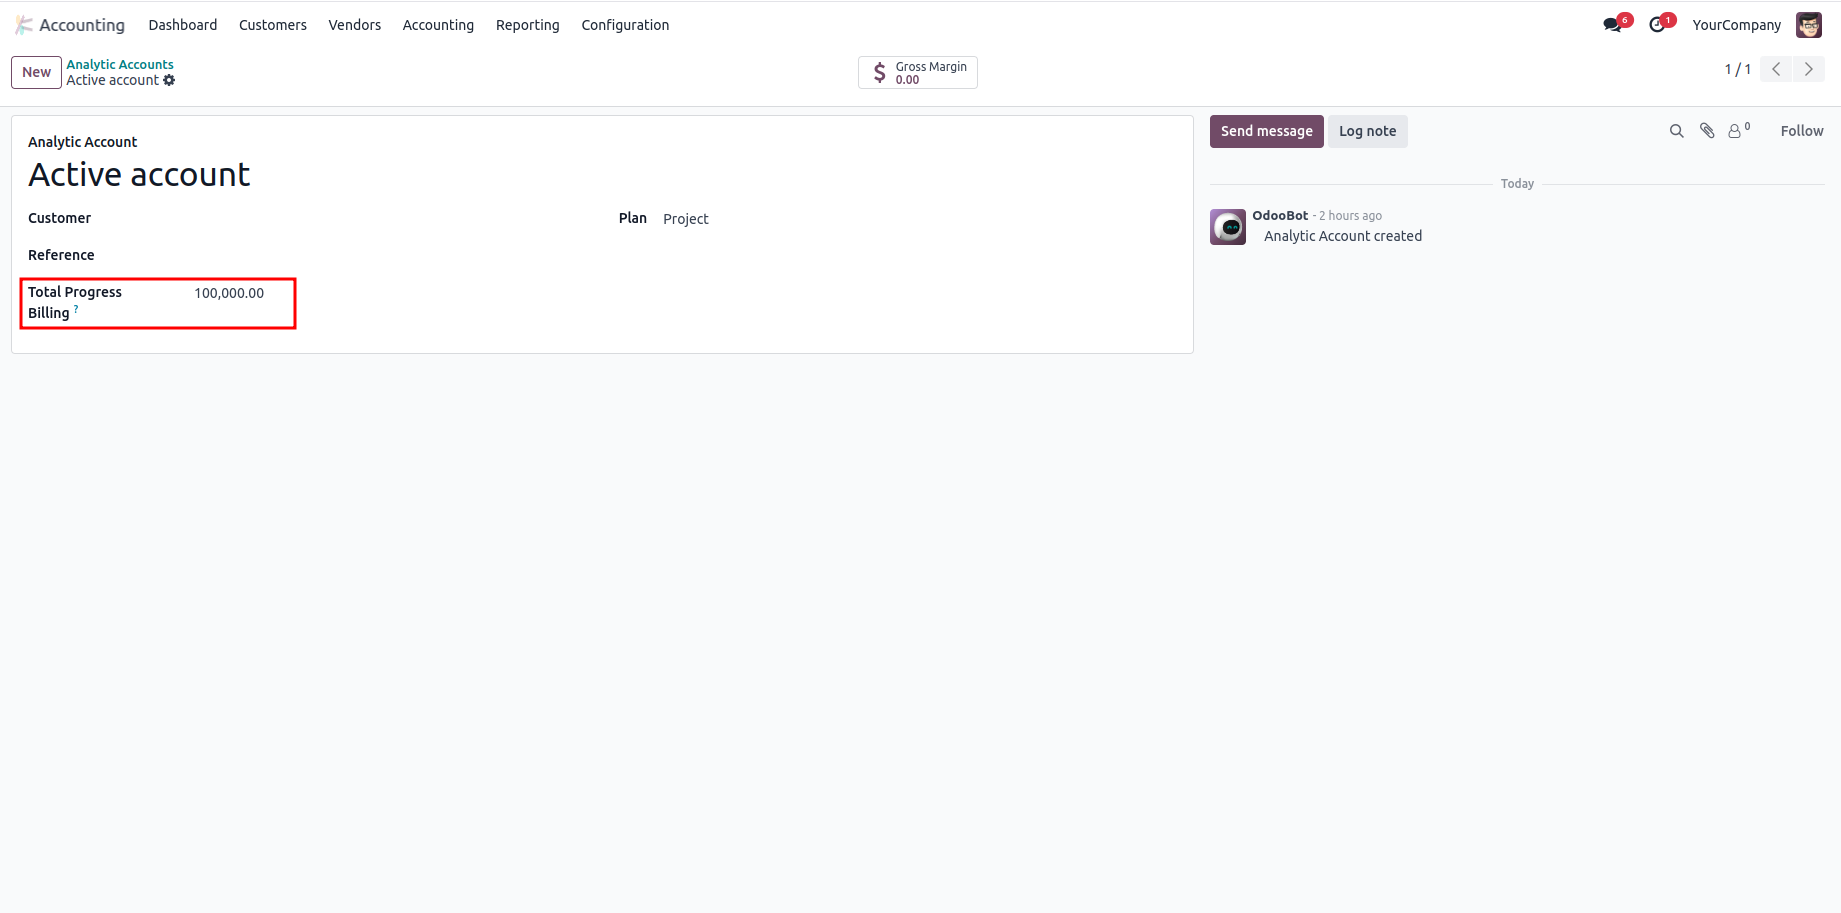 Accounting Dashboard Customers Vendors Accounting Reporting Configuration 6 1 YourCompany
New Analytic Accounts
Active account
Gross Margin
0.00
1 / 1
Analytic Account
Active account
Customer
Plan Project
Reference
Total Progress 100,000.00
Billing ?
Send message Log note 0 Follow
Today
OdooBot - 2 hours ago
Analytic Account created